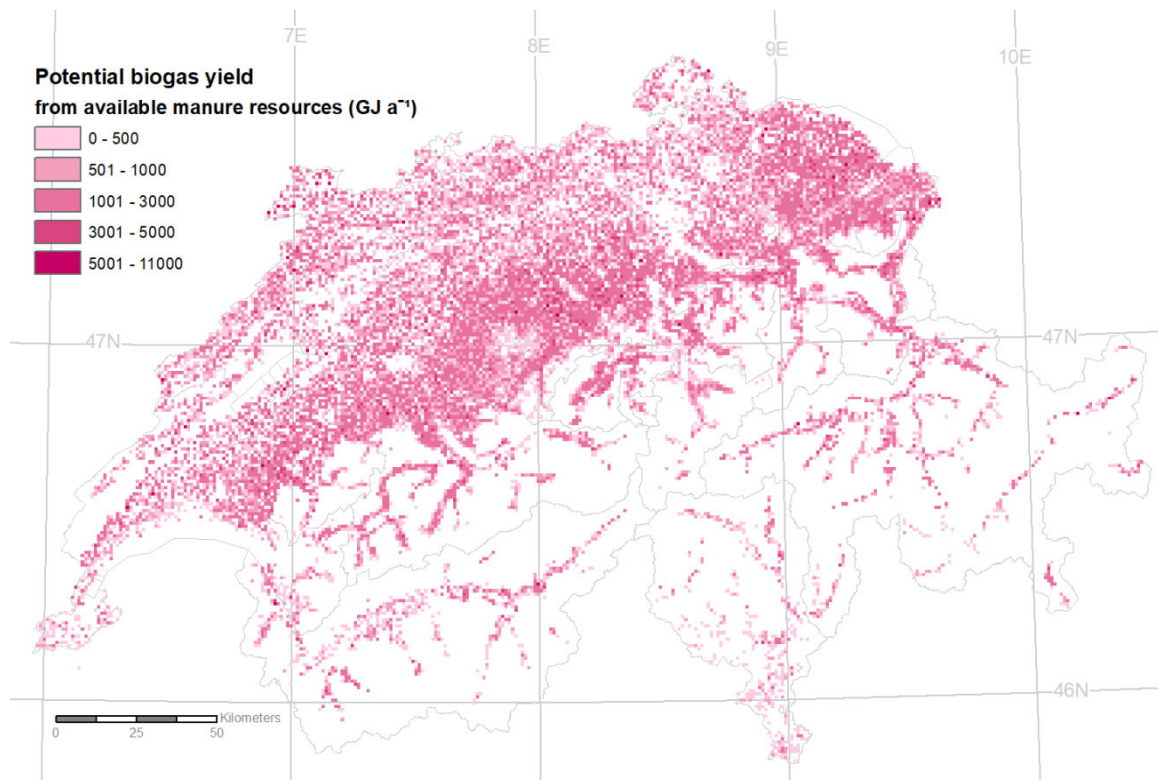 7E
8E
9E
10E
Potential biogas yield
from available manure resources (GJ a⁻¹)
0 - 500
501 - 1000
1001 - 3000
3001 - 5000
5001 - 11000
47N
47N
46N
Kilometers
0 25 50